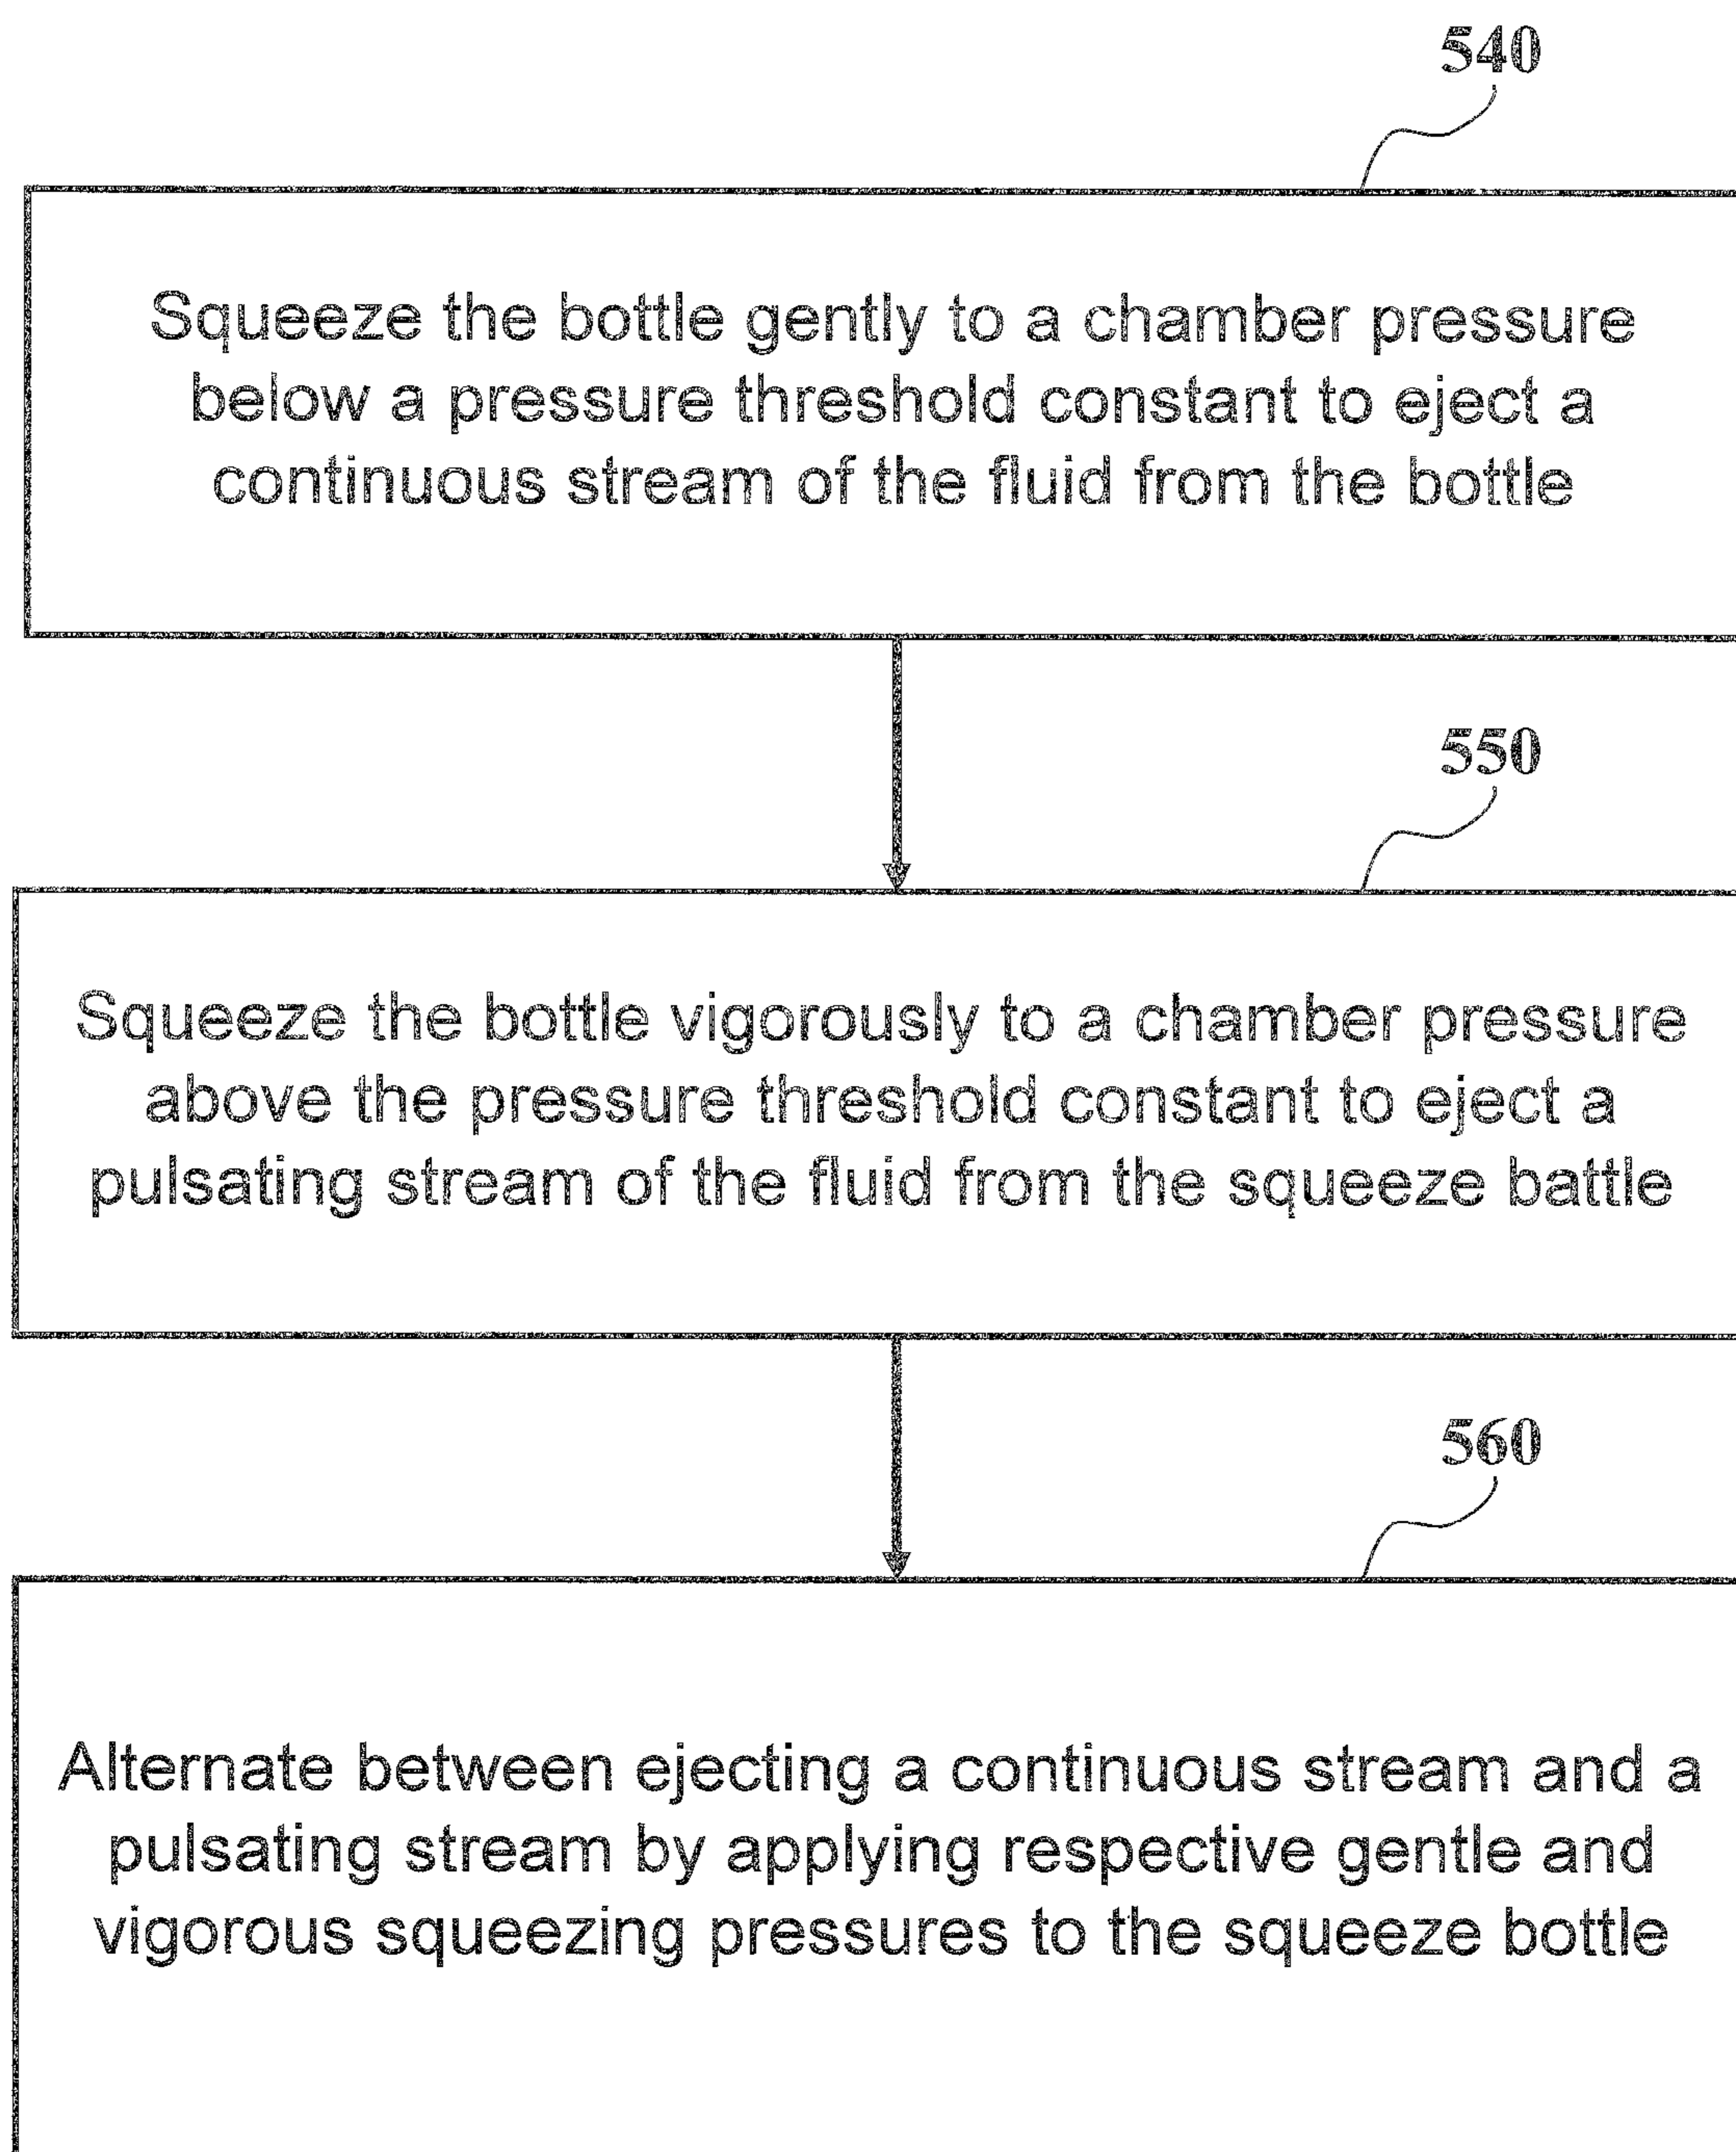 540
Squeeze the bottle gently to a chamber pressure
below a pressure threshold constant to eject a
continuous stream of the fluid from the bottle
550
Squeeze the bottle vigorously to a chamber pressure
above the pressure threshold constant to eject a
pulsating stream of the fluid from the squeeze battle
560
Alternate between ejecting a continuous stream and a
pulsating stream by applying respective gentle and
vigorous squeezing pressures to the squeeze bottle